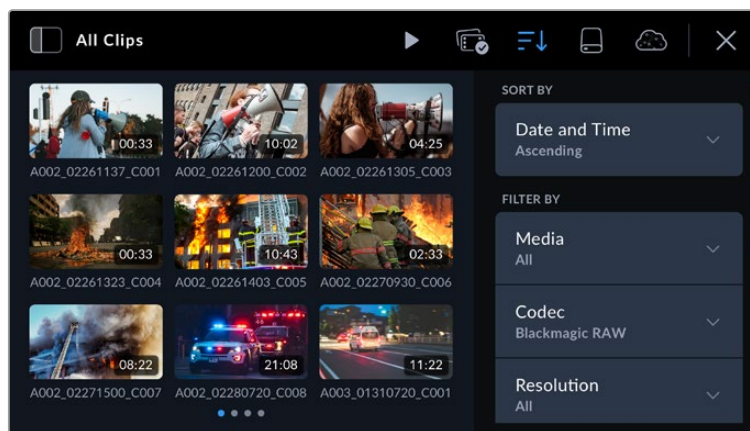 All Clips
00:33
10:02
04:25
A002_02261137_C001
A002_02261200_C002
A002_02261305_C003
00:33
10:43
02:33
A002_02261323_C004
A002_02261403_C005
A002_02270930_C006
08:22
21:08
11:22
A002_02271500_C007
A002_02280720_C008
A003_01310720_C001
SORT BY
Date and Time
Ascending
FILTER BY
Media
All
Codec
Blackmagic RAW
Resolution
All